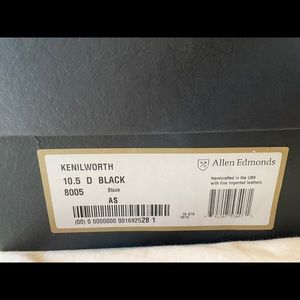 KENILWORTH
10.5 D BLACK
8005 Stock
AS
(00) 0 0000000 001692528 1
Allen Edmonds
Handcrafted in the USA
with fine imported leathers